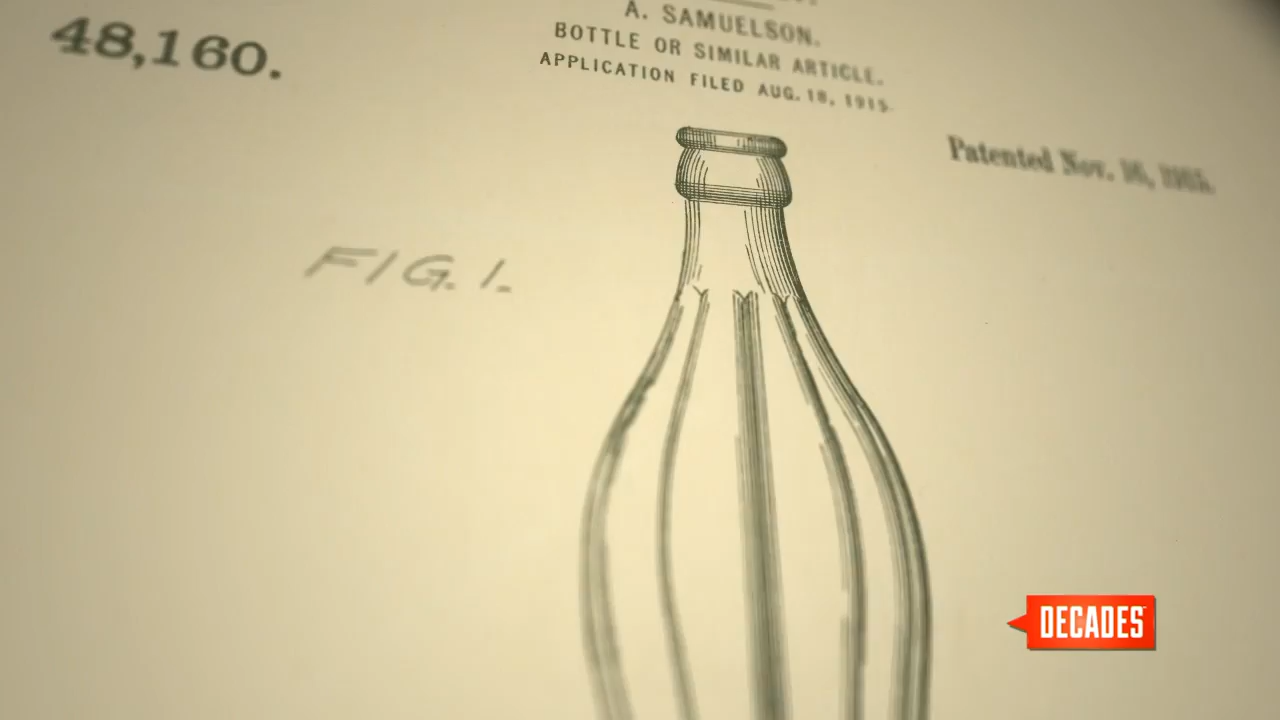 A. SAMUELSON.
BOTTLE OR SIMILAR ARTICLE.
APPLICATION FILED AUG. 18, 1915.
48,160.
Patented Nov. 16, 1915.
FIG. 1.
DECADES